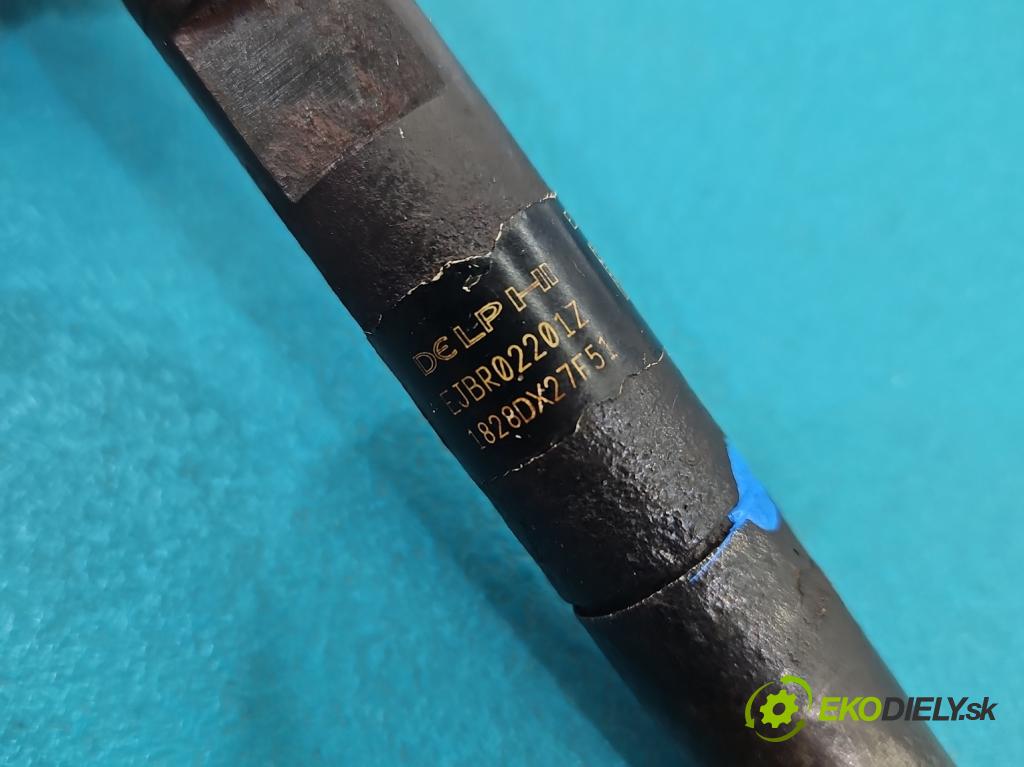 DELPHI
EJBR02201Z
1828DX27F51
EKODIELY.sk